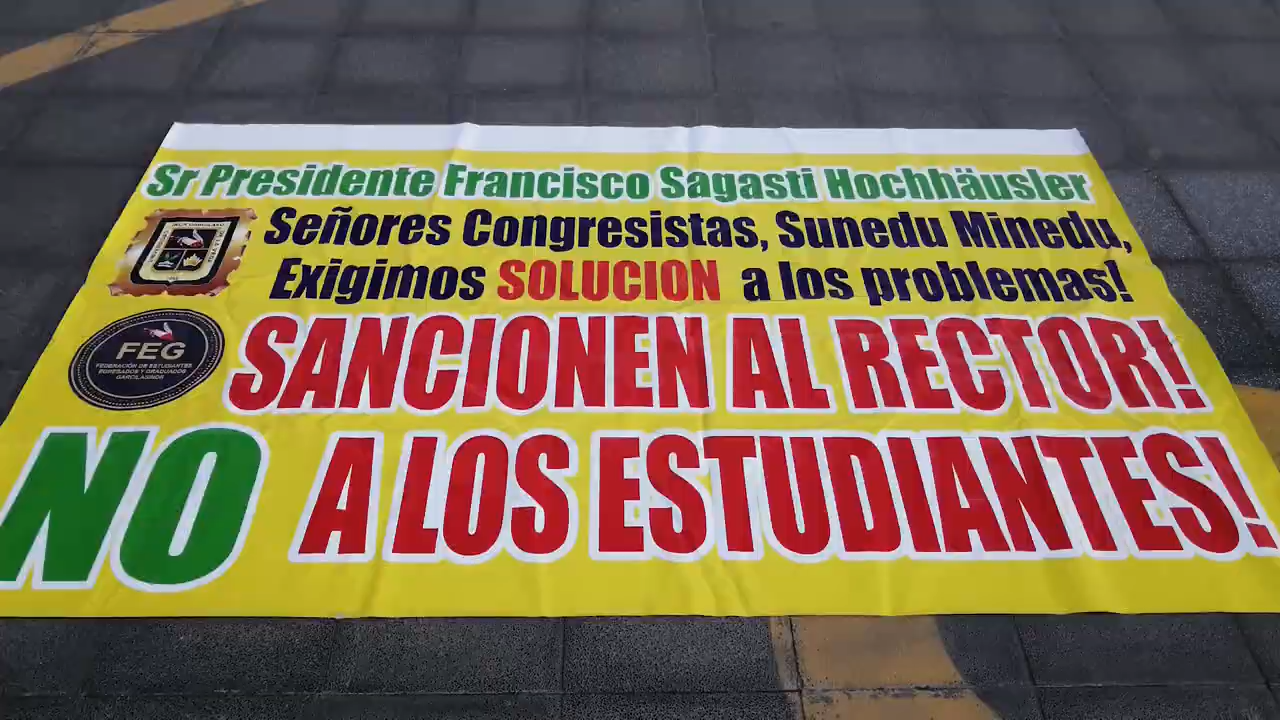 Sr Presidente Francisco Sagasti Hochhäusler
Señores Congresistas, Sunedu Minedu,
Exigimos SOLUCION a los problemas!
FEG
FEDERACIÓN DE ESTUDIANTES
EGRESADOS Y GRADUADOS
GARCILASINOS
SANCIONEN AL RECTOR!
NO A LOS ESTUDIANTES!